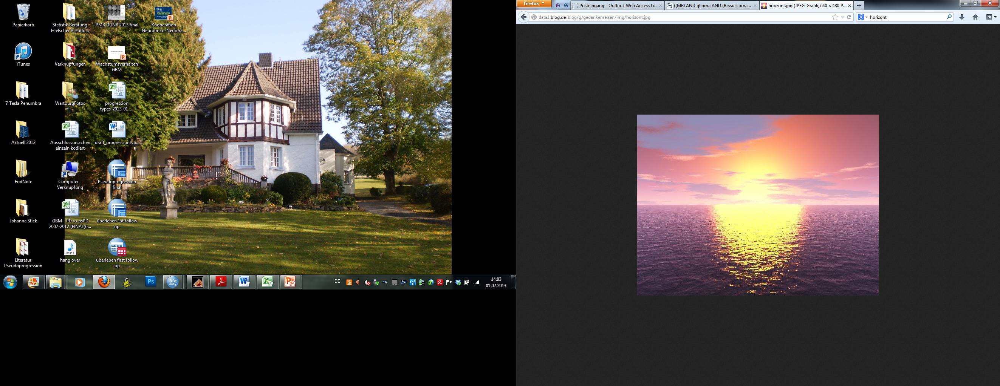 Papierkorb
iTunes
7 Tesla Penumbra
Aktuell 2012
EndNote
Johanna Stick
Literatur
Pseudoprogression
Statistik Beratung
Hielscher Pseudo...
Verknüpfungen
WartburgFotos
Ausschlussursachen
einzeln kodiert
Computer -
Verknüpfung
GBM - PD vs psPD
2007-2012 (FINAL)6...
MP3
hang over
PMR DGNR 2013 final
Wachstumsverhalten
GBM
progression
types_2013_01_...
draft_progressiontyp...
Pseudoprogression
final
überleben 1st follow
up
überleben first follow
up
Kooperation
Neuroonko-Neurora...
Ps
DE
14:03
01.07.2013
Firefox
Posteingang - Outlook Web Access Li...
((MRI AND glioma AND (Bevacizuma...
horizont.jpg (JPEG-Grafik, 640 × 480 P...
data1.blog.de/blog/g/gedankenreisen/img/horizont.jpg
horizont